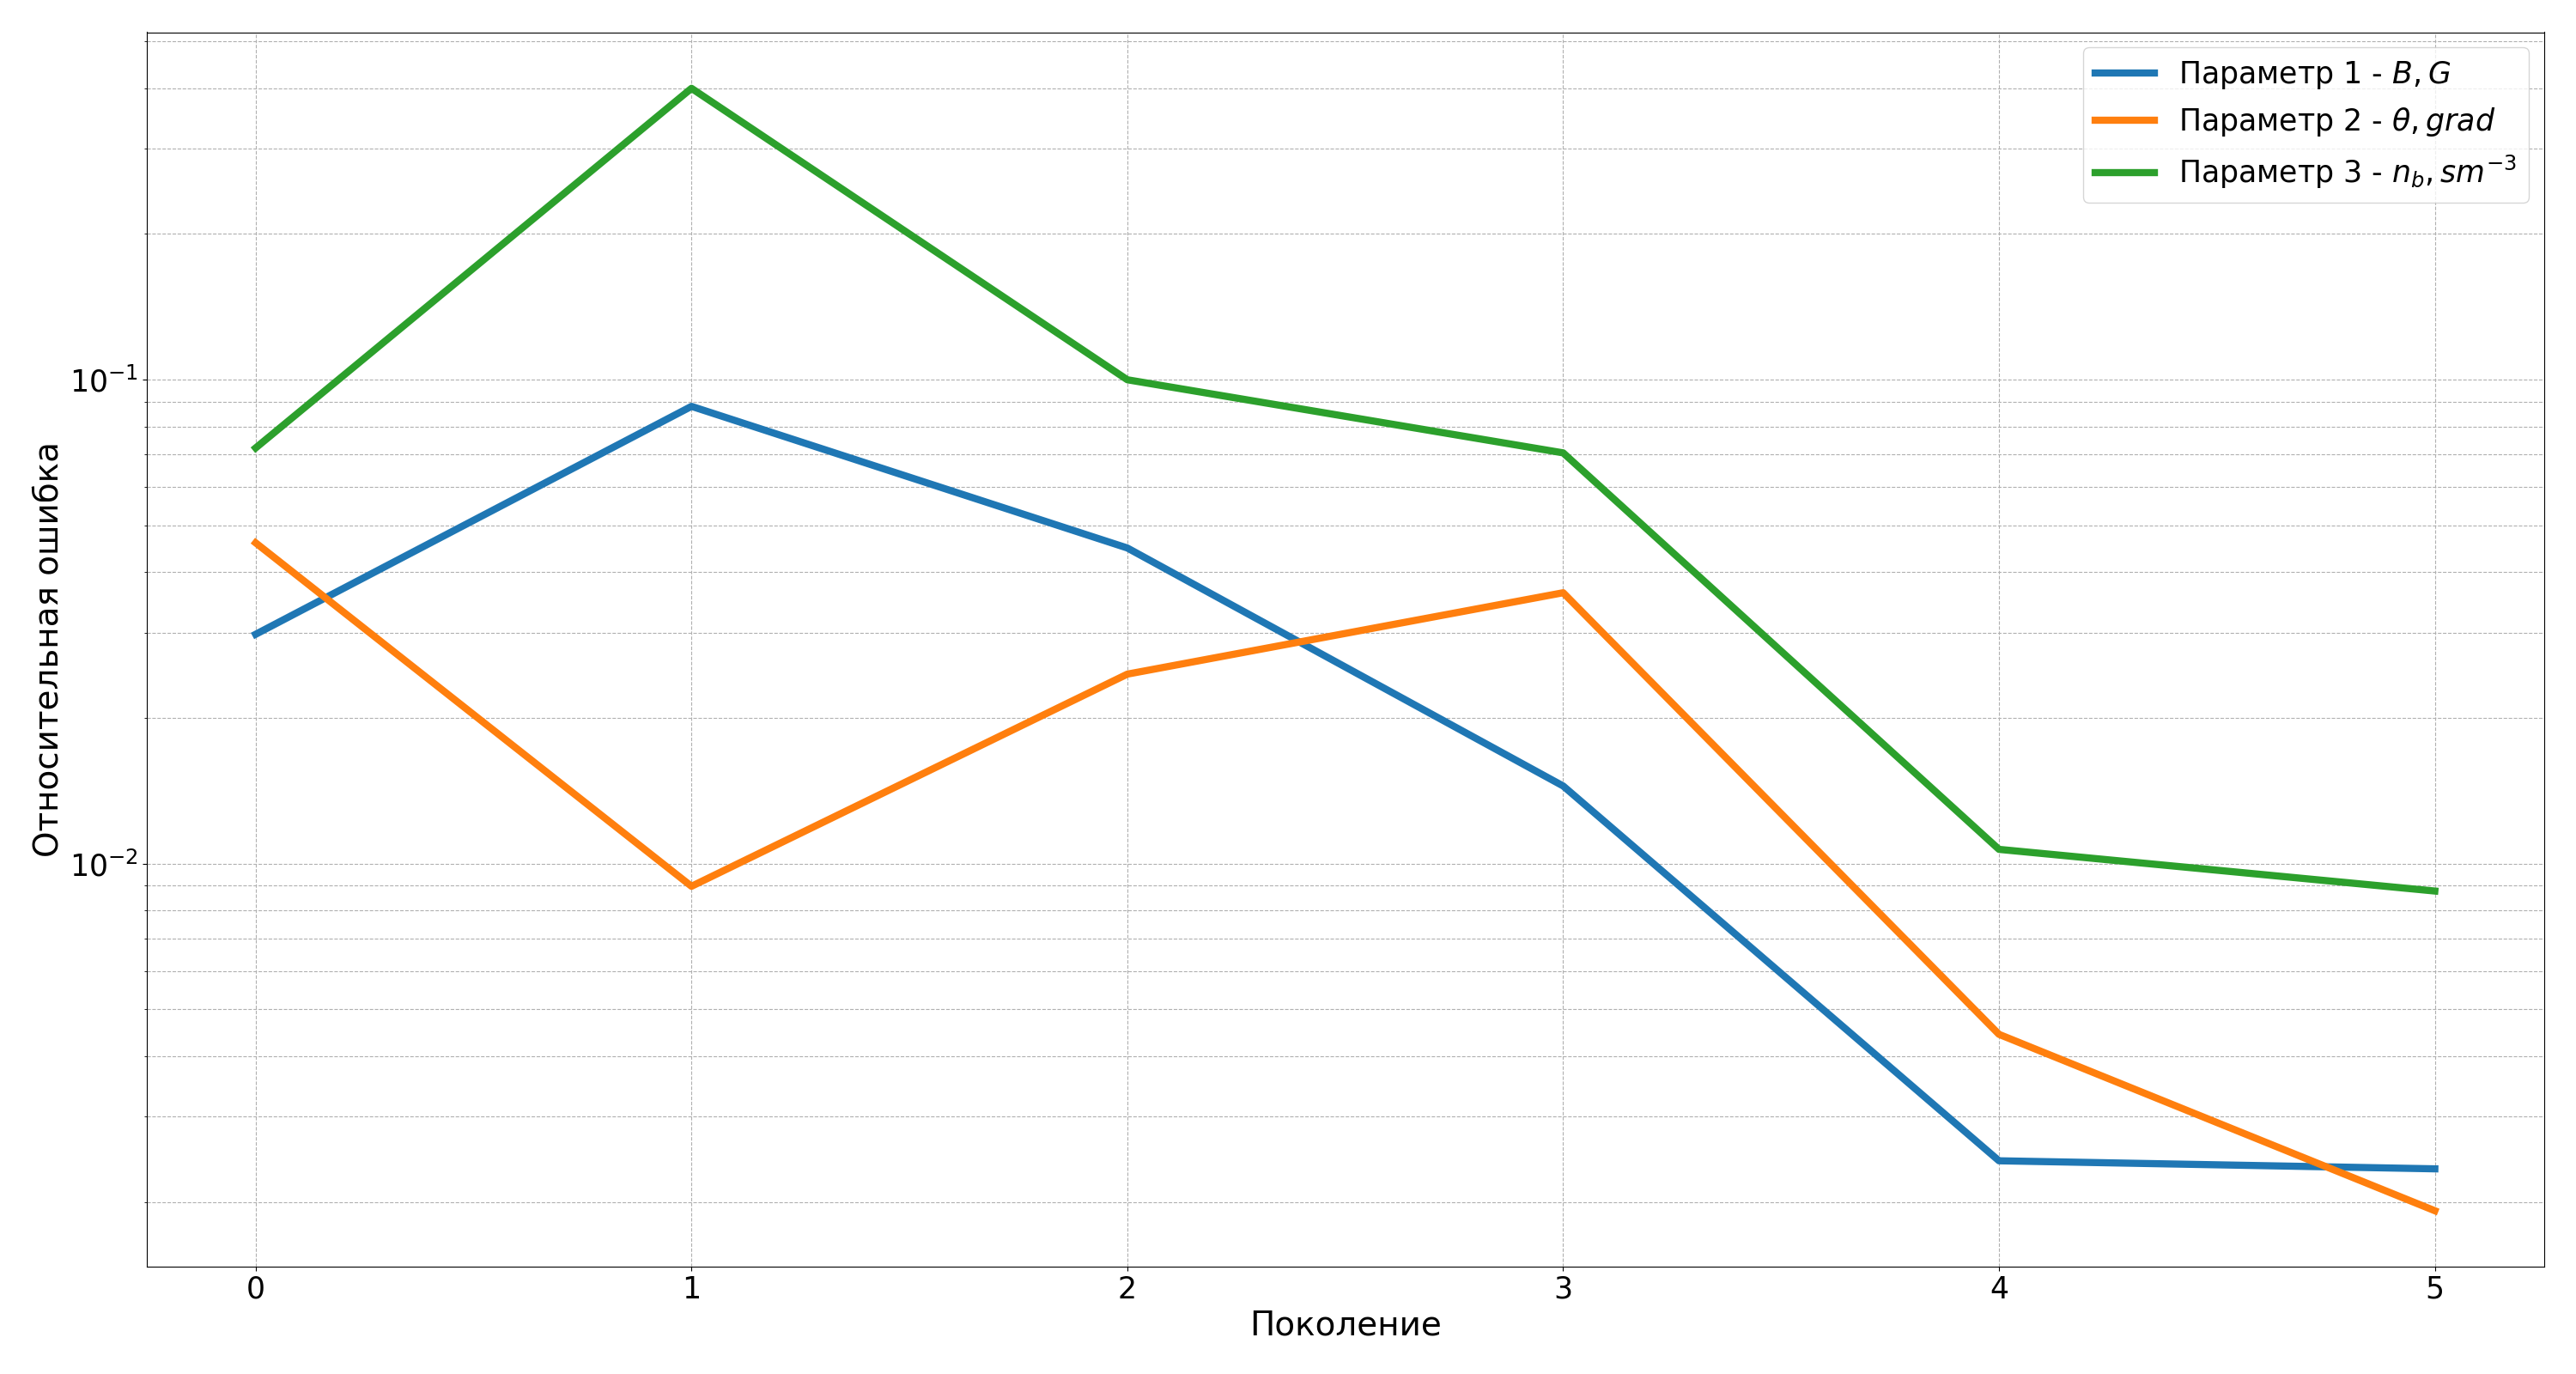 Параметр 1 - B, G
Параметр 2 - θ, grad
Параметр 3 - n_b, sm^{-3}
Относительная ошибка
10^{-1}
10^{-2}
0 1 2 3 4 5
Поколение